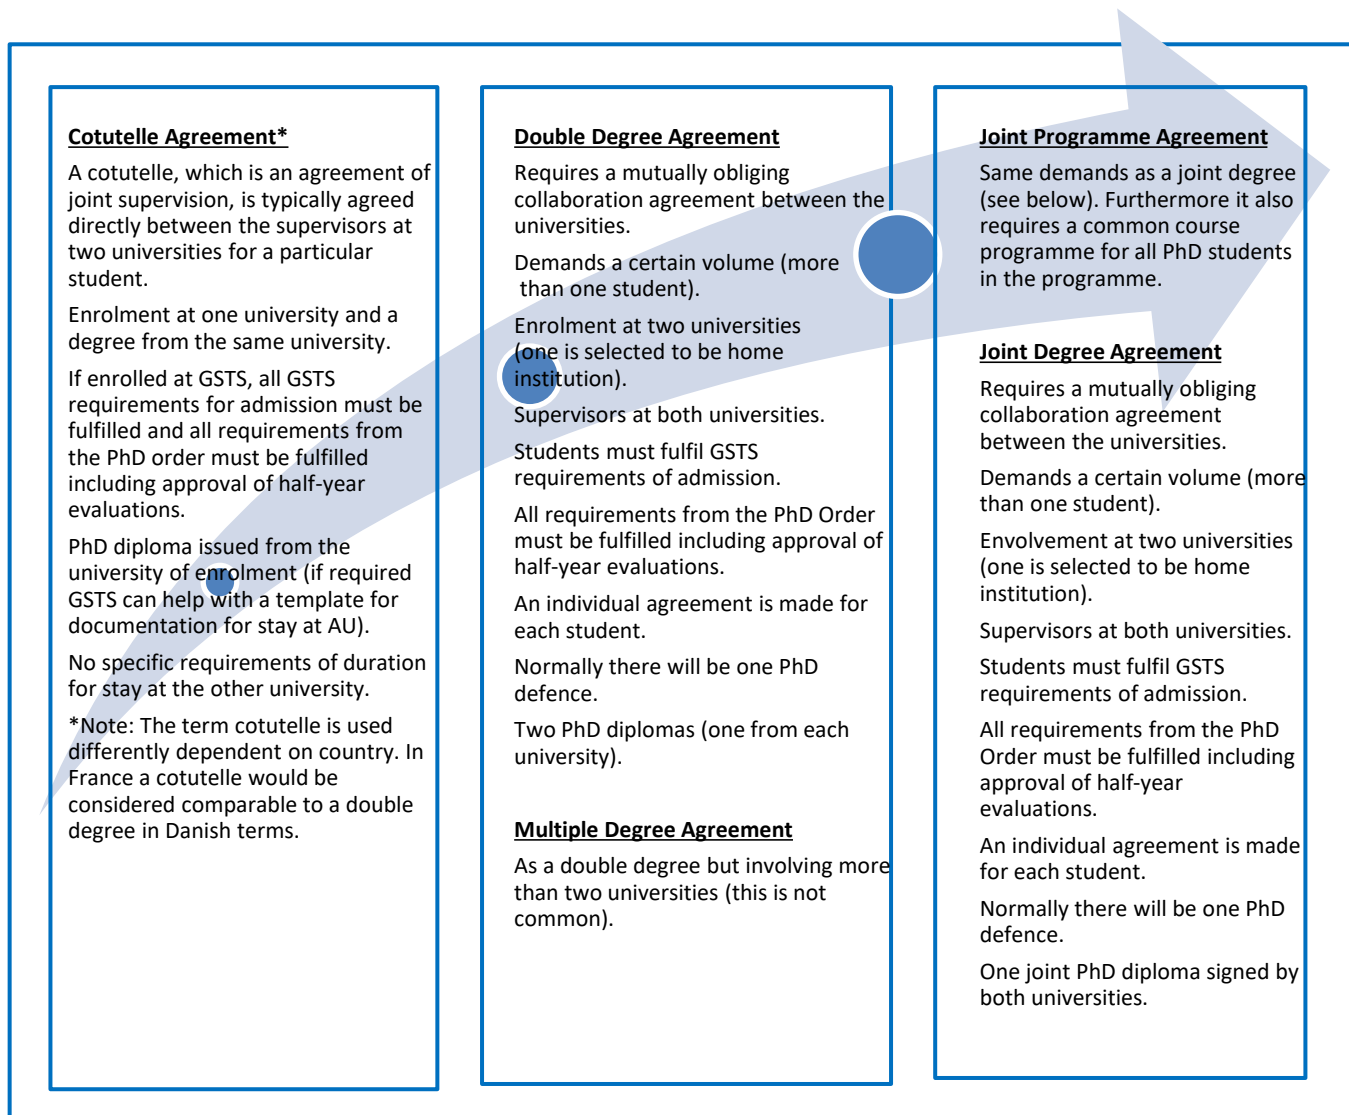 Cotutelle Agreement*
A cotutelle, which is an agreement of
joint supervision, is typically agreed
directly between the supervisors at
two universities for a particular
student.
Enrolment at one university and a
degree from the same university.
If enrolled at GSTS, all GSTS
requirements for admission must be
fulfilled and all requirements from
the PhD order must be fulfilled
including approval of half-year
evaluations.
PhD diploma issued from the
university of enrolment (if required
GSTS can help with a template for
documentation for stay at AU).
No specific requirements of duration
for stay at the other university.
*Note: The term cotutelle is used
differently dependent on country. In
France a cotutelle would be
considered comparable to a double
degree in Danish terms.
Double Degree Agreement
Requires a mutually obliging
collaboration agreement between the
universities.
Demands a certain volume (more
than one student).
Enrolment at two universities
(one is selected to be home
institution).
Supervisors at both universities.
Students must fulfil GSTS
requirements of admission.
All requirements from the PhD Order
must be fulfilled including approval of
half-year evaluations.
An individual agreement is made for
each student.
Normally there will be one PhD
defence.
Two PhD diplomas (one from each
university).
Multiple Degree Agreement
As a double degree but involving more
than two universities (this is not
common).
Joint Programme Agreement
Same demands as a joint degree
(see below). Furthermore it also
requires a common course
programme for all PhD students
in the programme.
Joint Degree Agreement
Requires a mutually obliging
collaboration agreement
between the universities.
Demands a certain volume (more
than one student).
Envolvement at two universities
(one is selected to be home
institution).
Supervisors at both universities.
Students must fulfil GSTS
requirements of admission.
All requirements from the PhD
Order must be fulfilled including
approval of half-year
evaluations.
An individual agreement is made
for each student.
Normally there will be one PhD
defence.
One joint PhD diploma signed by
both universities.